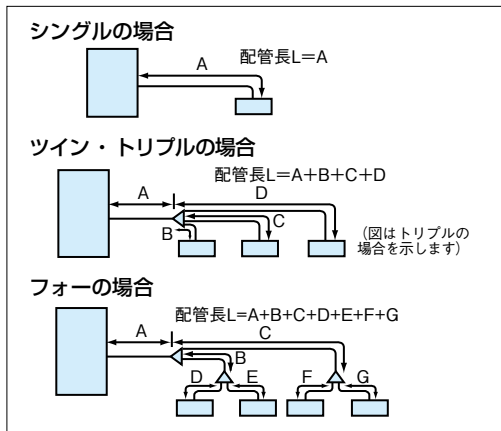 シングルの場合
配管長L=A
A
ツイン・トリプルの場合
配管長L=A+B+C+D
A
D
B
C
(図はトリプルの
場合を示します)
フォーの場合
配管長L=A+B+C+D+E+F+G
A
C
B
D
E
F
G